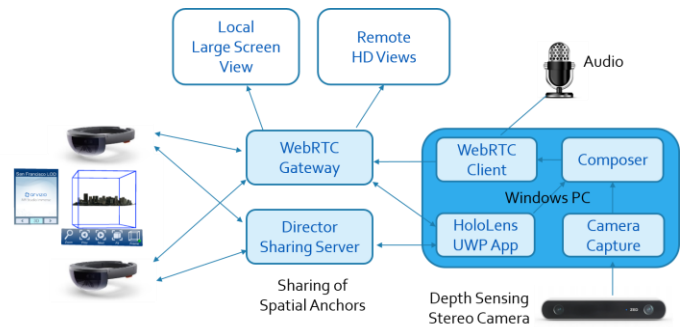 Local
Large Screen
View
Remote
HD Views
Audio
WebRTC
Gateway
WebRTC
Client
Composer
San Francisco LOD
Windows PC
Director
Sharing Server
HoloLens
UWP App
Camera
Capture
Sharing of
Spatial Anchors
Depth Sensing
Stereo Camera